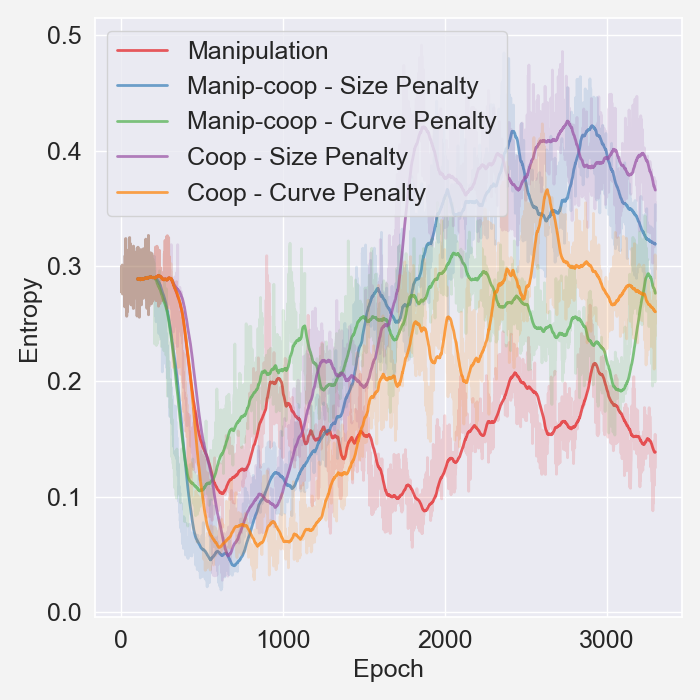 0.5
0.4
0.3
0.2
0.1
0.0
Entropy
Manipulation
Manip-coop - Size Penalty
Manip-coop - Curve Penalty
Coop - Size Penalty
Coop - Curve Penalty
0 1000 2000 3000
Epoch